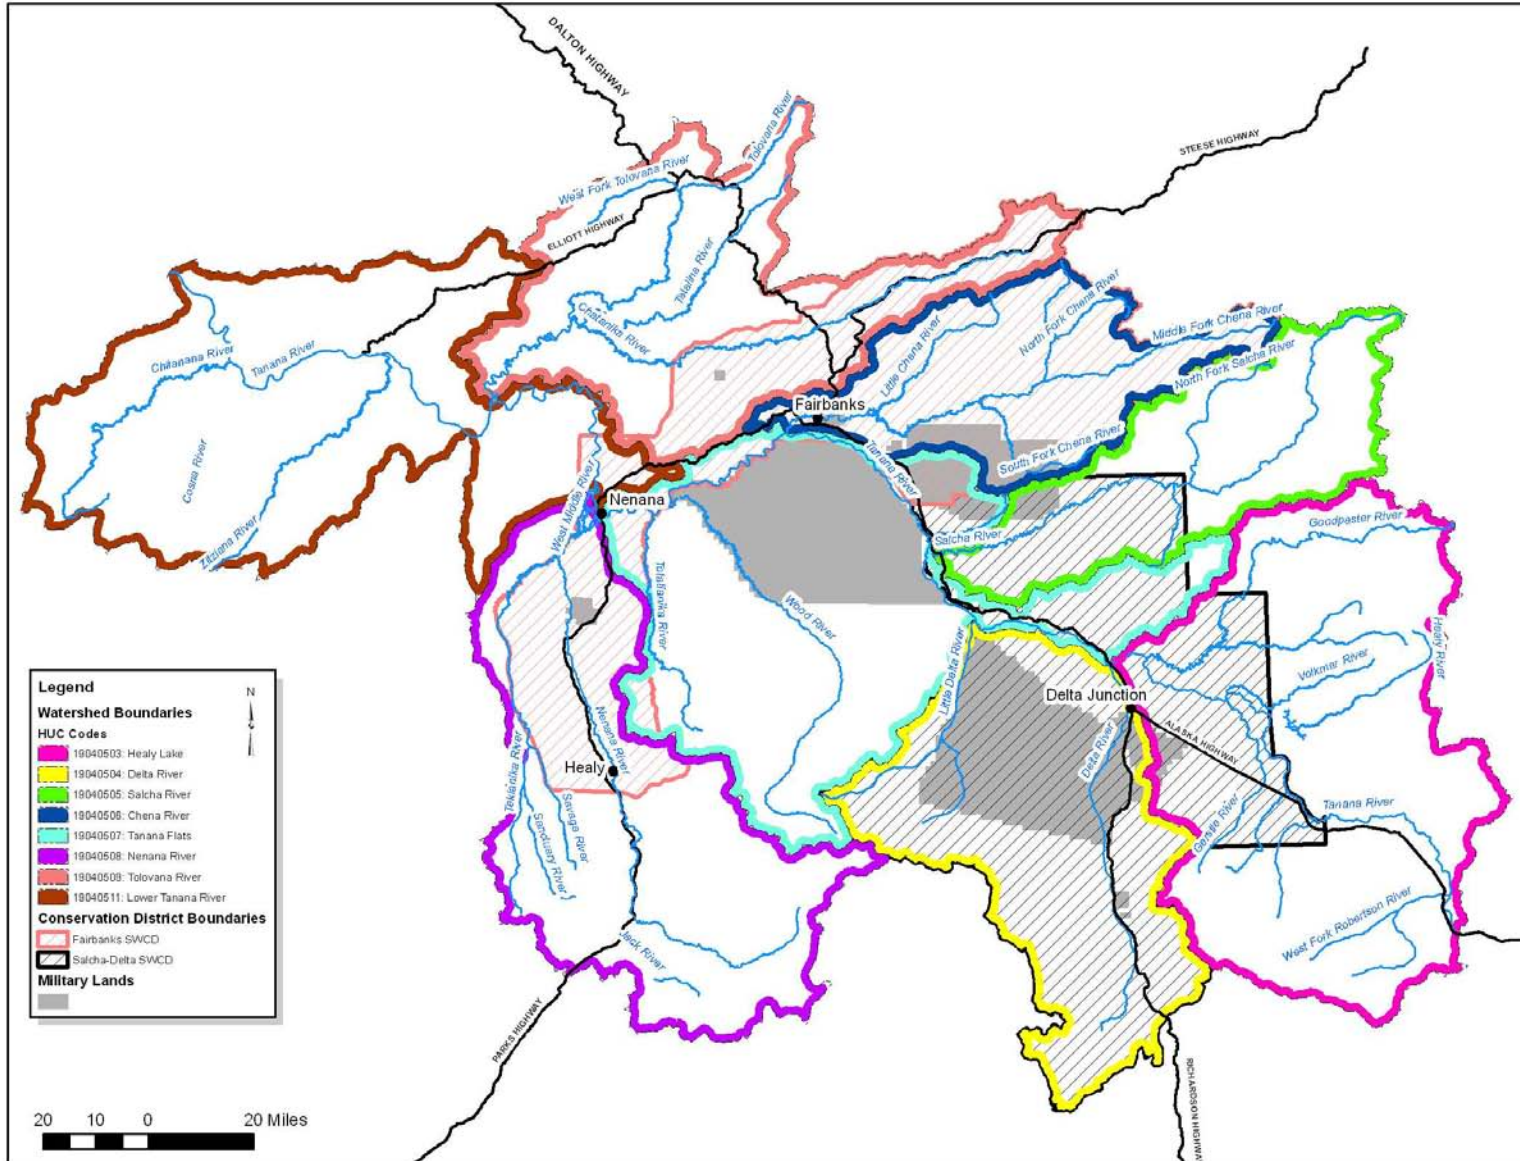 DALTON HIGHWAY
STEESE HIGHWAY
Tolovana River
West Fork Tolovana River
ELLIOTT HIGHWAY
Tatalina River
Chatanika River
Chitanana River
Tanana River
Cosna River
Zitziana River
Little Chena River
North Fork Chena River
Middle Fork Chena River
North Fork Salcha River
South Fork Chena River
Fairbanks
Tanana River
Nenana
West Middle River
Salcha River
Goodpaster River
Totatlanika River
Wood River
Little Delta River
Healy River
Volkmar River
Delta Junction
ALASKA HIGHWAY
Delta River
Gerstle River
Tanana River
West Fork Robertson River
Nenana River
Healy
Teklanika River
Savage River
Sanctuary River
Jack River
PARKS HIGHWAY
RICHARDSON HIGHWAY
Legend
N
Watershed Boundaries
HUC Codes
19040503: Healy Lake
19040504: Delta River
19040505: Salcha River
19040506: Chena River
19040507: Tanana Flats
19040508: Nenana River
19040509: Tolovana River
19040511: Lower Tanana River
Conservation District Boundaries
Fairbanks SWCD
Salcha-Delta SWCD
Military Lands
20 10 0 20 Miles